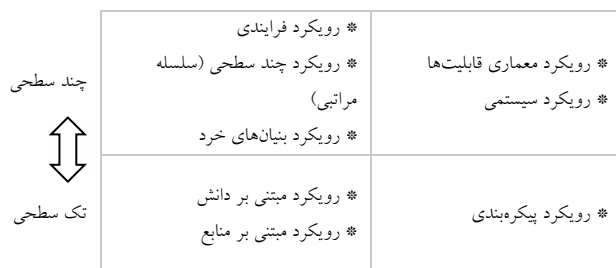 چند سطحی
تک سطحی
❊ رویکرد فرایندی
❊ رویکرد چند سطحی (سلسله
مراتبی)
❊ رویکرد بنیان‌های خرد
❊ رویکرد معماری قابلیت‌ها
❊ رویکرد سیستمی
❊ رویکرد مبتنی بر دانش
❊ رویکرد مبتنی بر منابع
❊ رویکرد پیکره‌بندی